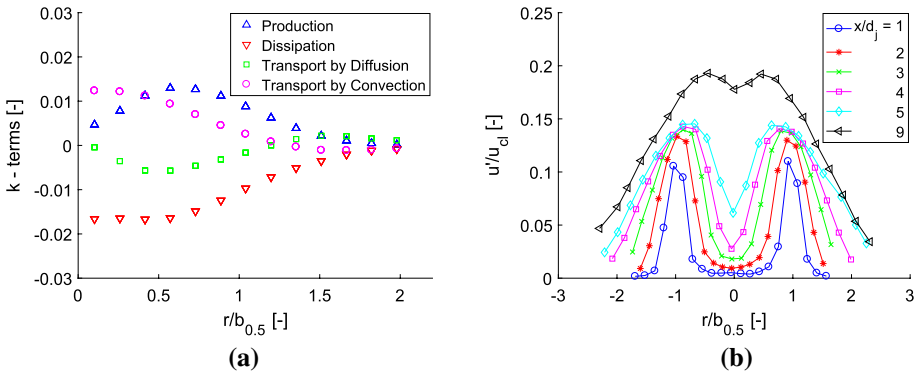 0.03
0.02
0.01
0
-0.01
-0.02
-0.03
k - terms [-]
0
0.5
1
1.5
2
r/b0.5 [-]
Production
Dissipation
Transport by Diffusion
Transport by Convection
(a)
0.25
0.2
0.15
0.1
0.05
0
u'/ucl [-]
-3
-2
-1
0
1
2
3
r/b0.5 [-]
x/dj = 1
2
3
4
5
9
(b)